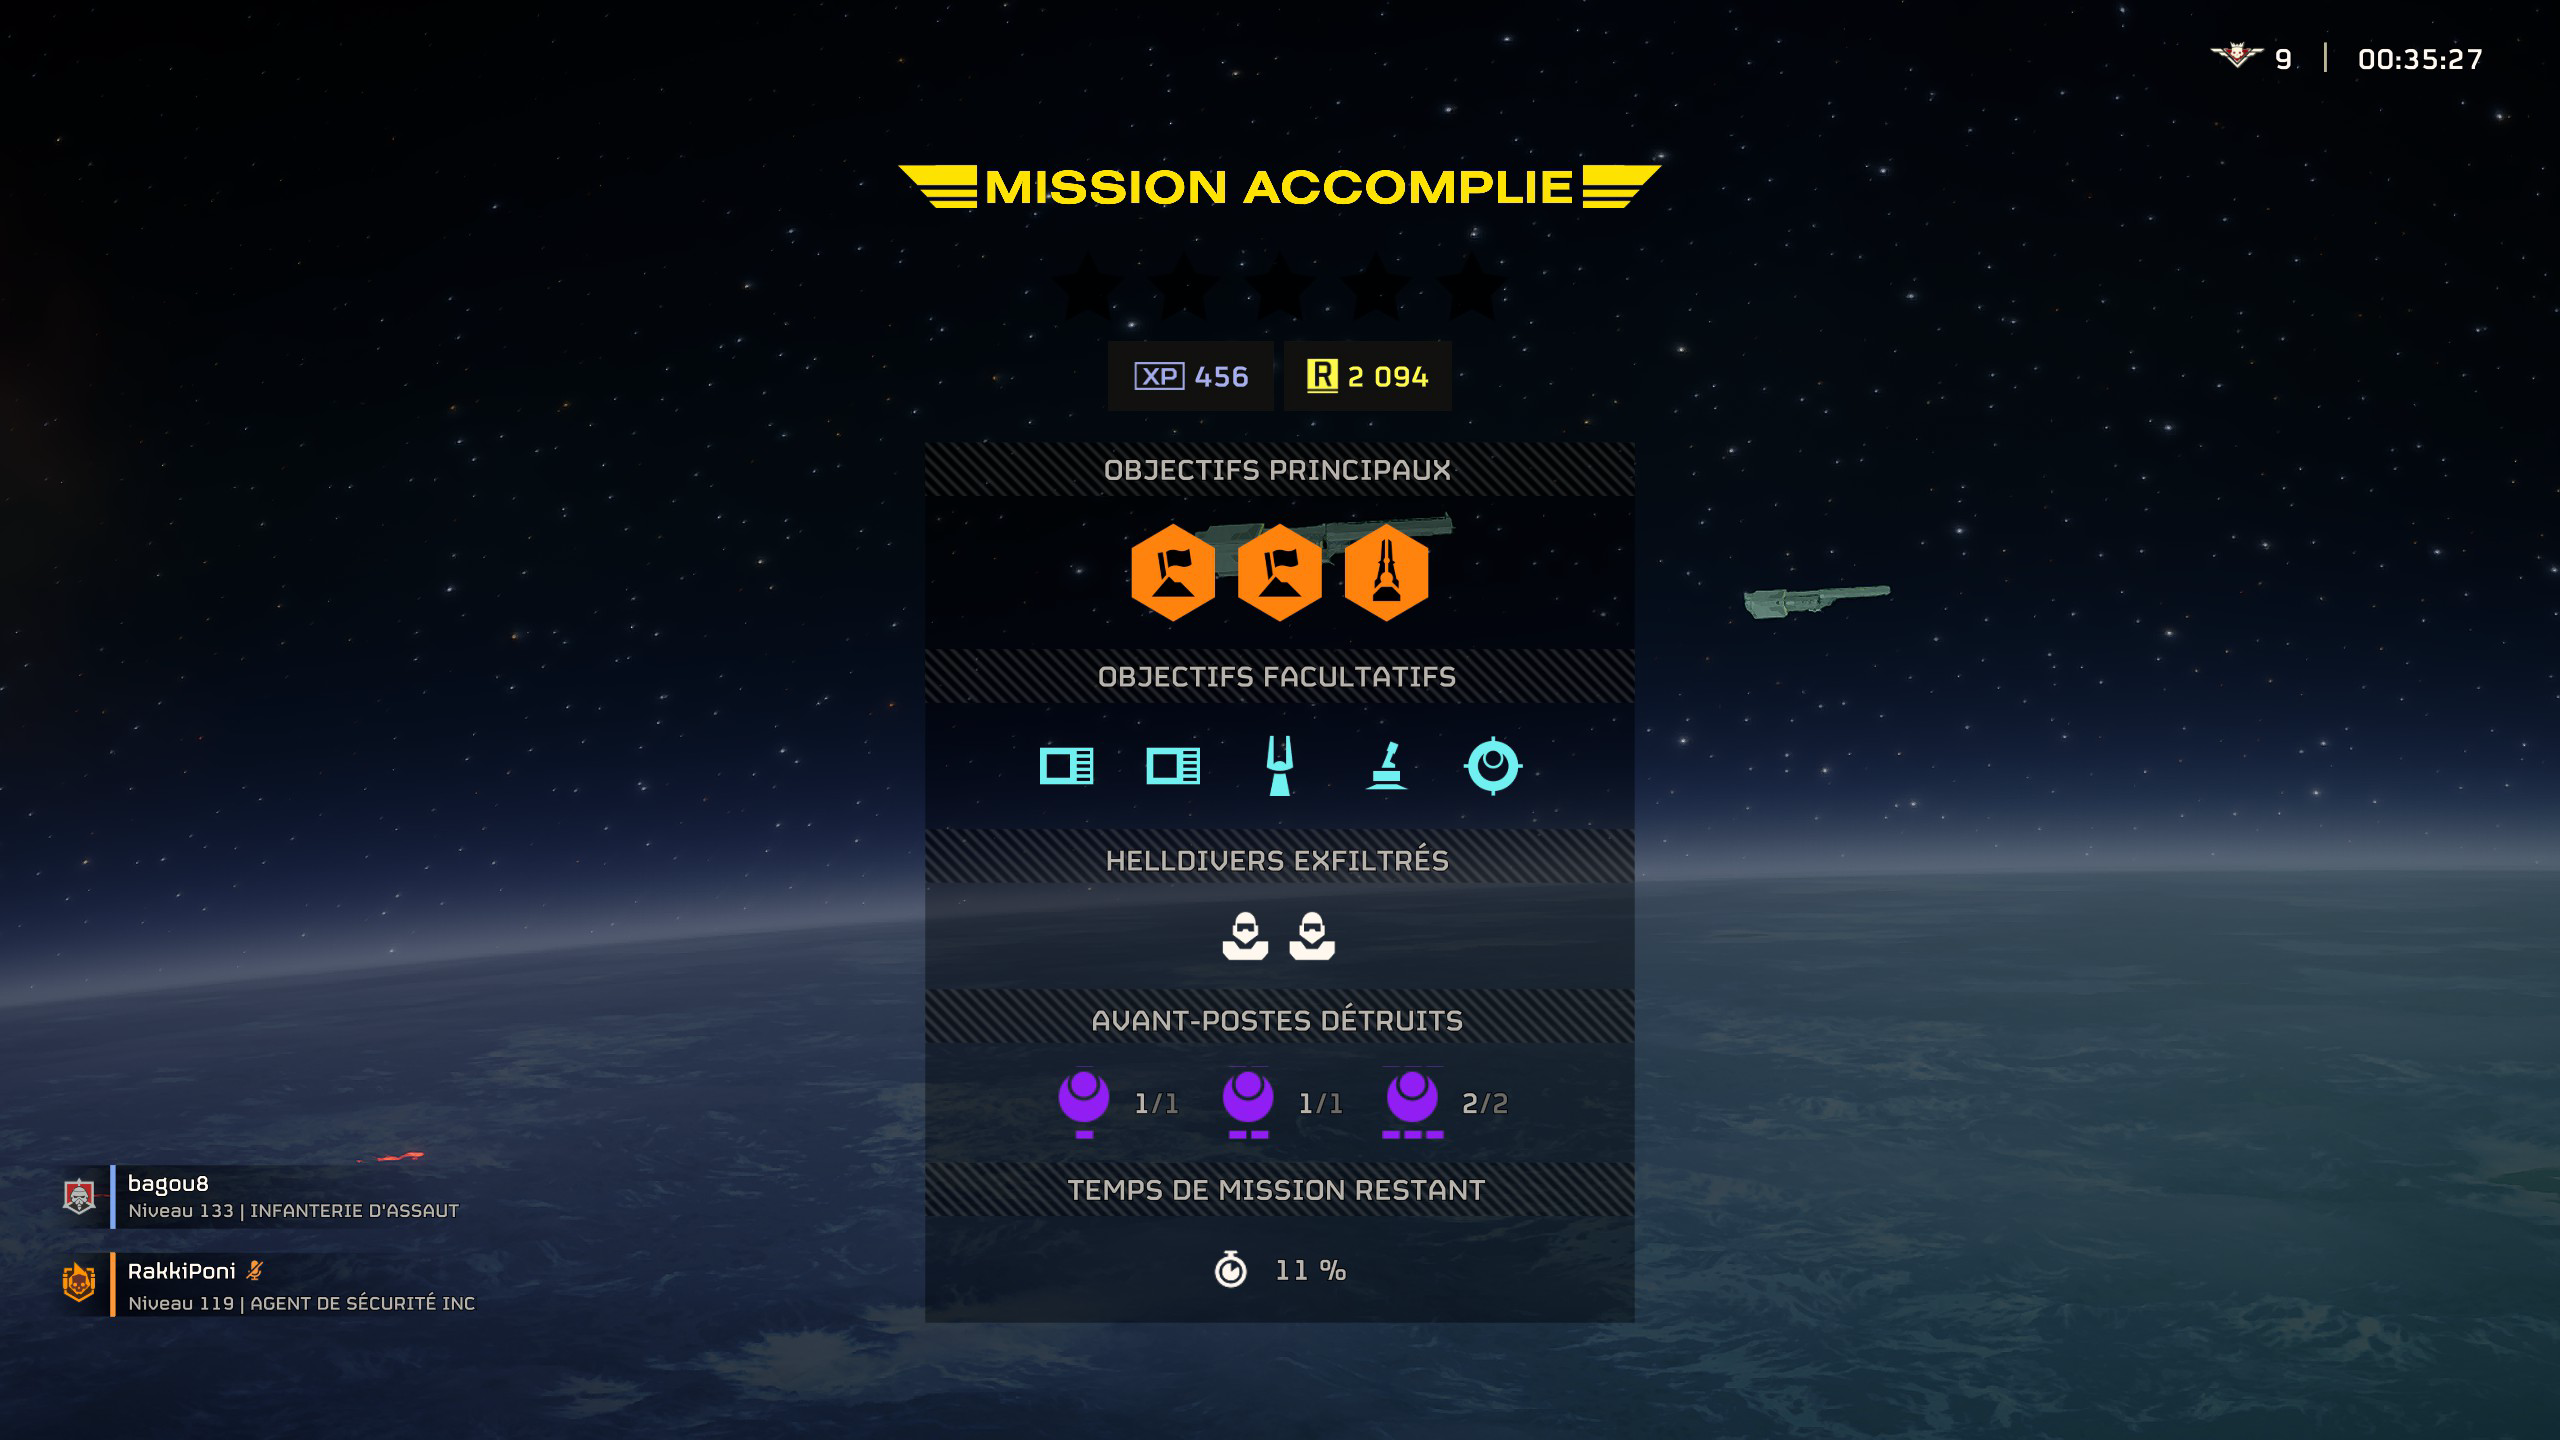 9 | 00:35:27
MISSION ACCOMPLIE
XP 456
R 2 094
OBJECTIFS PRINCIPAUX
OBJECTIFS FACULTATIFS
HELLDIVERS EXFILTRÉS
AVANT-POSTES DÉTRUITS
1/1 1/1 2/2
TEMPS DE MISSION RESTANT
11 %
bagou8
Niveau 133 | INFANTERIE D'ASSAUT
RakkiPoni
Niveau 119 | AGENT DE SÉCURITÉ INC